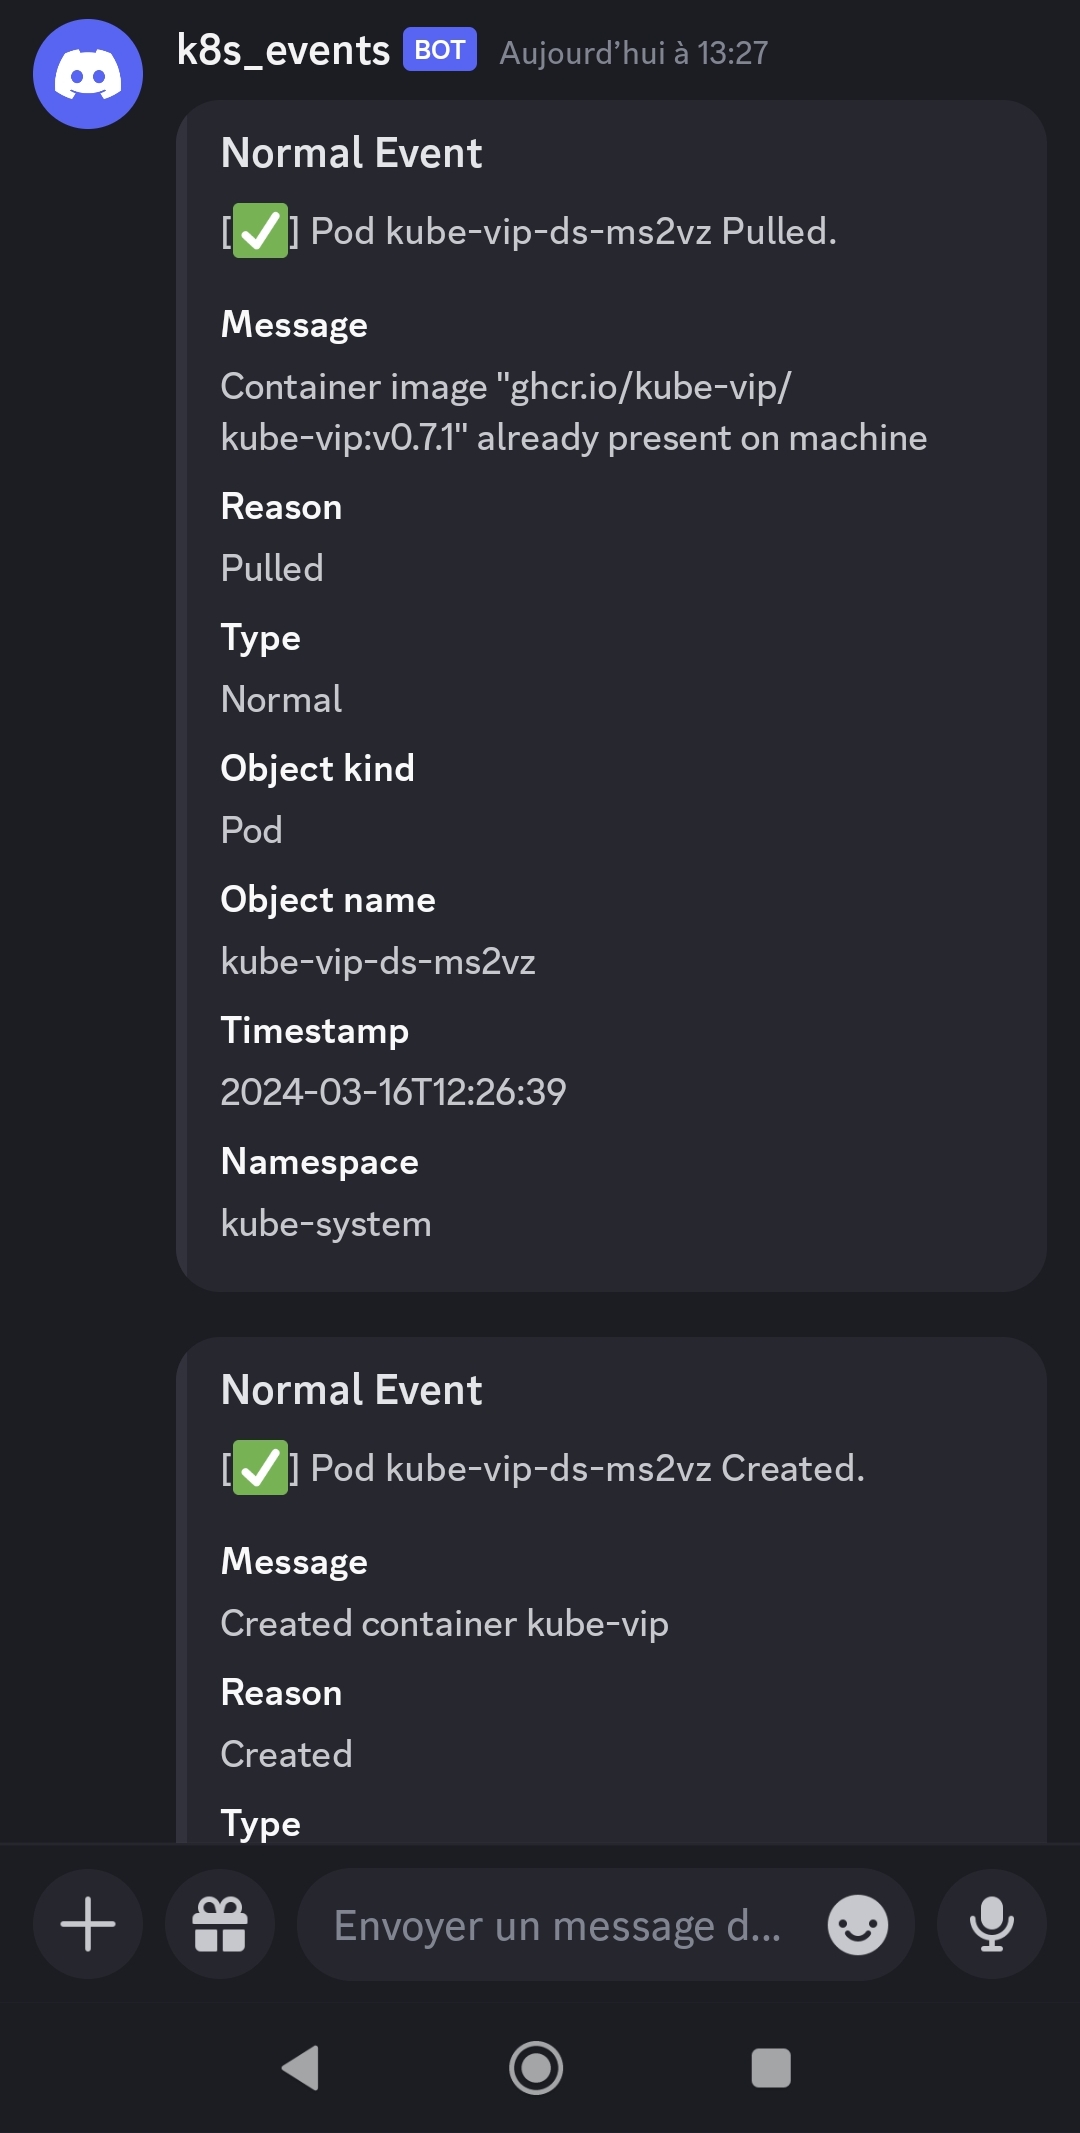 k8s_events BOT Aujourd’hui à 13:27
Normal Event
[✅] Pod kube-vip-ds-ms2vz Pulled.
Message
Container image "ghcr.io/kube-vip/
kube-vip:v0.7.1" already present on machine
Reason
Pulled
Type
Normal
Object kind
Pod
Object name
kube-vip-ds-ms2vz
Timestamp
2024-03-16T12:26:39
Namespace
kube-system
Normal Event
[✅] Pod kube-vip-ds-ms2vz Created.
Message
Created container kube-vip
Reason
Created
Type
Envoyer un message d...